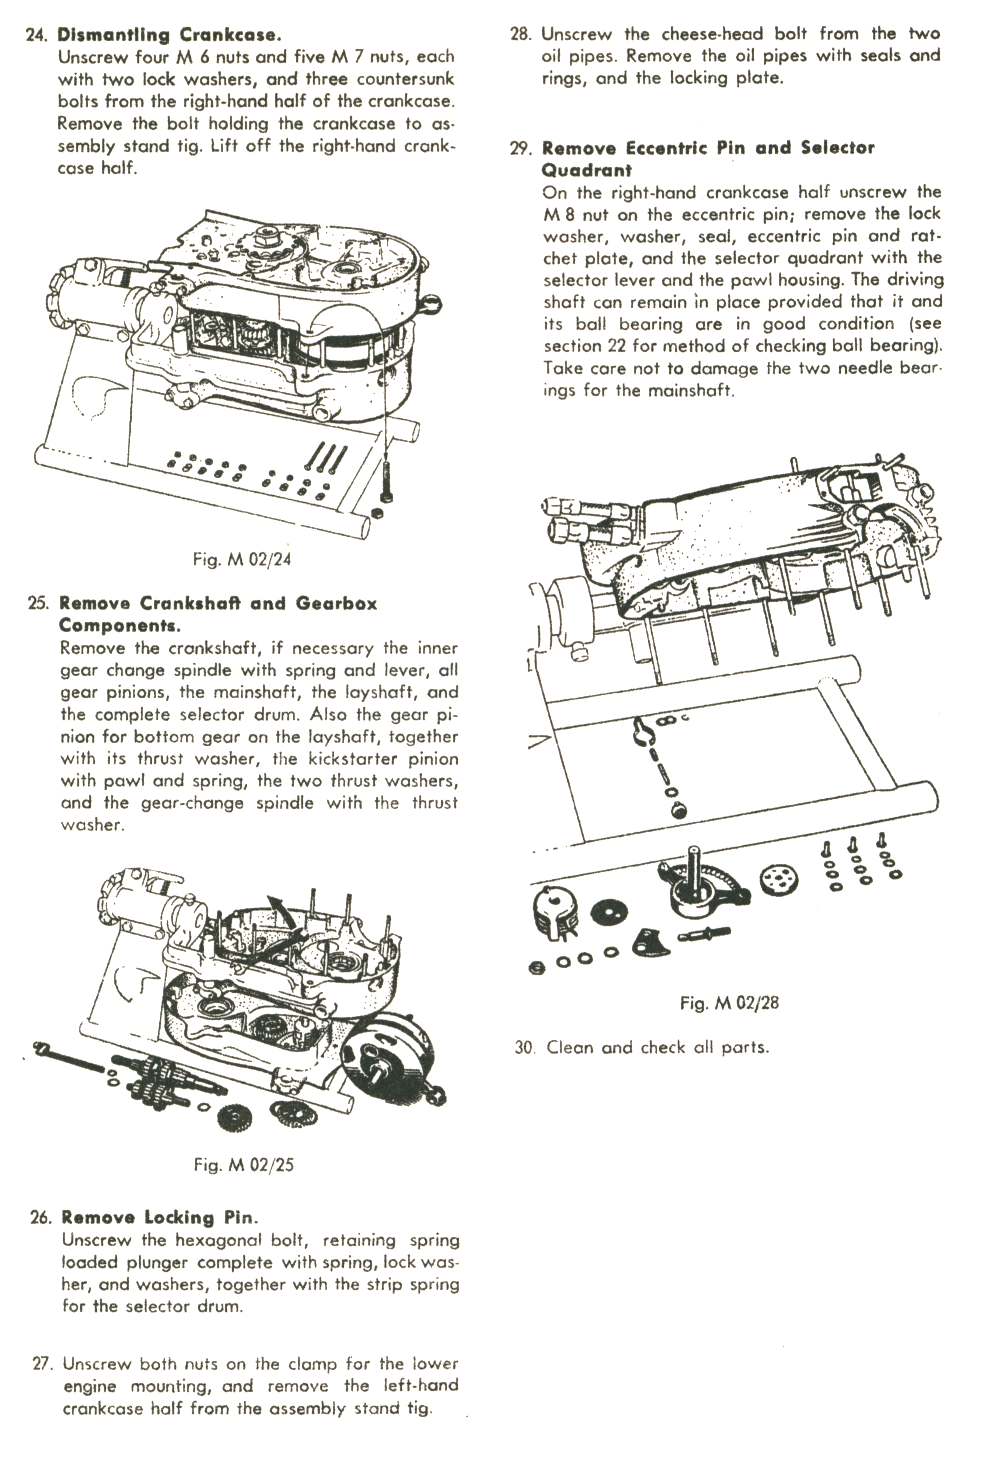 24. Dismantling Crankcase.
Unscrew four M 6 nuts and five M 7 nuts, each
with two lock washers, and three countersunk
bolts from the right-hand half of the crankcase.
Remove the bolt holding the crankcase to as-
sembly stand tig. Lift off the right-hand crank-
case half.
Fig. M 02/24
25. Remove Crankshaft and Gearbox
Components.
Remove the crankshaft, if necessary the inner
gear change spindle with spring and lever, all
gear pinions, the mainshaft, the layshaft, and
the complete selector drum. Also the gear pi-
nion for bottom gear on the layshaft, together
with its thrust washer, the kickstarter pinion
with pawl and spring, the two thrust washers,
and the gear-change spindle with the thrust
washer.
Fig. M 02/25
26. Remove Locking Pin.
Unscrew the hexagonal bolt, retaining spring
loaded plunger complete with spring, lock was-
her, and washers, together with the strip spring
for the selector drum.
27. Unscrew both nuts on the clamp for the lower
engine mounting, and remove the left-hand
crankcase half from the assembly stand tig.
28. Unscrew the cheese-head bolt from the two
oil pipes. Remove the oil pipes with seals and
rings, and the locking plate.
29. Remove Eccentric Pin and Selector
Quadrant
On the right-hand crankcase half unscrew the
M 8 nut on the eccentric pin; remove the lock
washer, washer, seal, eccentric pin and rat-
chet plate, and the selector quadrant with the
selector lever and the pawl housing. The driving
shaft can remain in place provided that it and
its ball bearing are in good condition (see
section 22 for method of checking ball bearing).
Take care not to damage the two needle bear-
ings for the mainshaft.
Fig. M 02/28
30. Clean and check all parts.